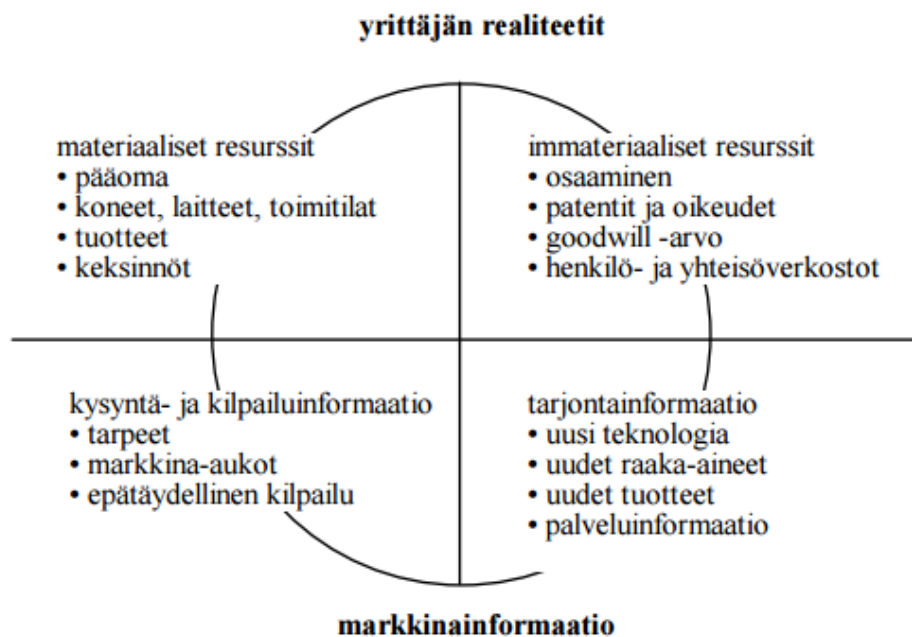 yrittäjän realiteetit
materiaaliset resurssit
• pääoma
• koneet, laitteet, toimitilat
• tuotteet
• keksinnöt
immateriaaliset resurssit
• osaaminen
• patentit ja oikeudet
• goodwill -arvo
• henkilö- ja yhteisöverkostot
kysyntä- ja kilpailuinformaatio
• tarpeet
• markkina-aukot
• epätäydellinen kilpailu
tarjontainformaatio
• uusi teknologia
• uudet raaka-aineet
• uudet tuotteet
• palveluinformaatio
markkinainformaatio